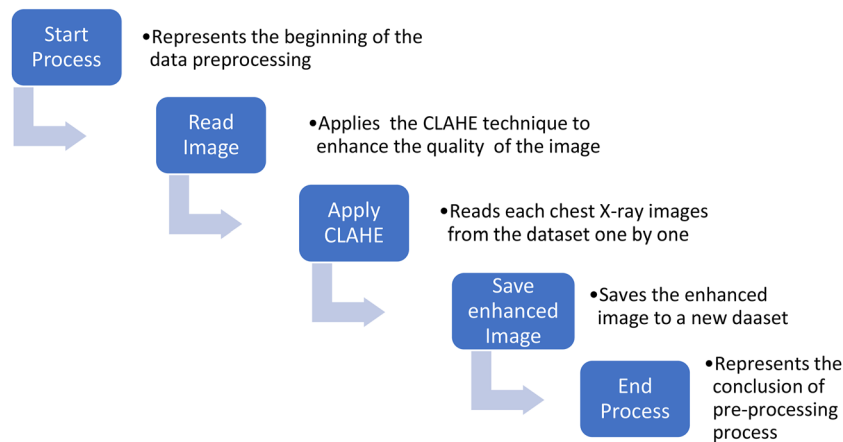 Start
Process
•Represents the beginning of the
data preprocessing
Read
Image
•Applies the CLAHE technique to
enhance the quality of the image
Apply
CLAHE
•Reads each chest X-ray images
from the dataset one by one
Save
enhanced
Image
•Saves the enhanced
image to a new daaset
End
Process
•Represents the
conclusion of
pre-processing
process